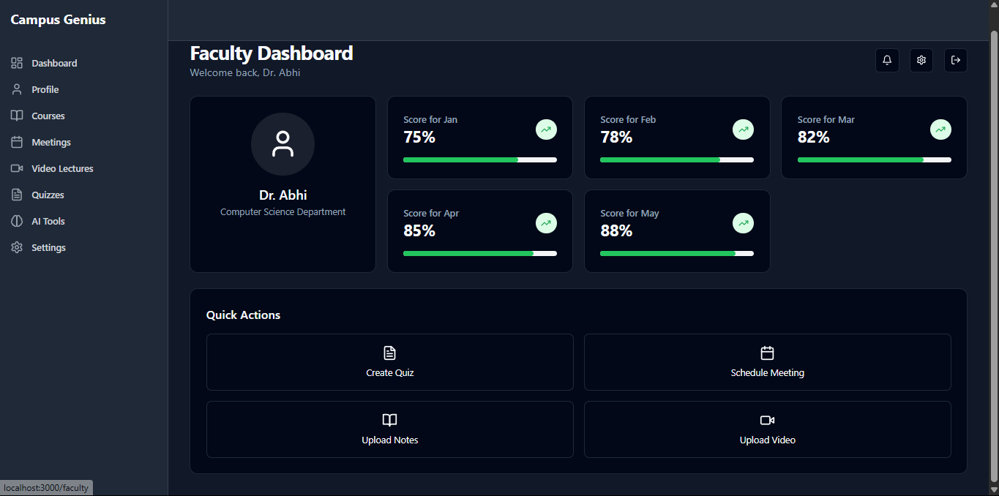 Campus Genius
Dashboard
Profile
Courses
Meetings
Video Lectures
Quizzes
AI Tools
Settings
Faculty Dashboard
Welcome back, Dr. Abhi
Dr. Abhi
Computer Science Department
Score for Jan
75%
Score for Feb
78%
Score for Mar
82%
Score for Apr
85%
Score for May
88%
Quick Actions
Create Quiz
Schedule Meeting
Upload Notes
Upload Video
localhost:3000/faculty